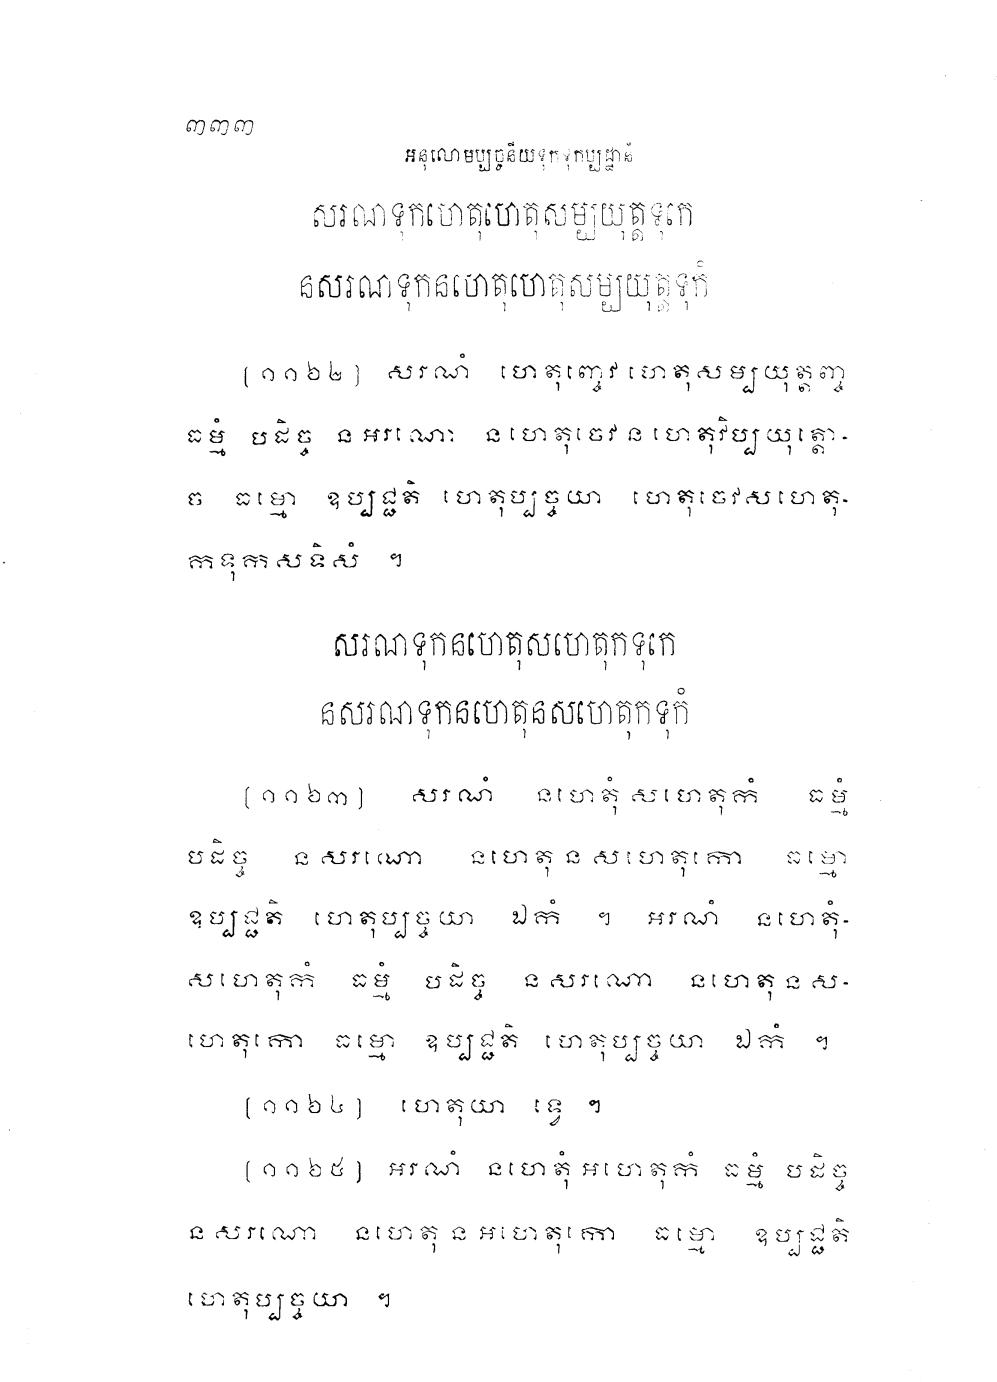 ៣៣៣
អនុលោមប្បច្ចនីយទុកទុកប្បដ្ឋានំ
សរណទុកហេតុហេតុសម្បយុត្តទុកេ
នសរណទុកនហេតុហេតុសម្បយុត្តទុកំ
(១១៦២) សរណំ ហេតុញ្ចេវហេតុសម្បយុត្តញ្ច
ធម្មំ បដិច្ច នអរណោ នហេតុចេវនហេតុវិប្បយុត្តោ-
ច ធម្មោ ឧប្បជ្ជតិ ហេតុប្បច្ចយា ហេតុចេវសហេតុ-
កទុកសទិសំ ។
សរណទុកនហេតុសហេតុកទុកេ
នសរណទុកនហេតុនសហេតុកទុកំ
(១១៦៣) សរណំ នហេតុំសហេតុកំ ធម្មំ
បដិច្ច នសរណោ នហេតុនសហេតុកោ ធម្មោ
ឧប្បជ្ជតិ ហេតុប្បច្ចយា ឯកំ ។ អរណំ នហេតុំ-
សហេតុកំ ធម្មំ បដិច្ច នសរណោ នហេតុនស-
ហេតុកោ ធម្មោ ឧប្បជ្ជតិ ហេតុប្បច្ចយា ឯកំ ។
(១១៦៤) ហេតុយា ទ្វេ ។
(១១៦៥) អរណំ នហេតុំអហេតុកំ ធម្មំ បដិច្ច
នសរណោ នហេតុនអហេតុកោ ធម្មោ ឧប្បជ្ជតិ
ហេតុប្បច្ចយា ។